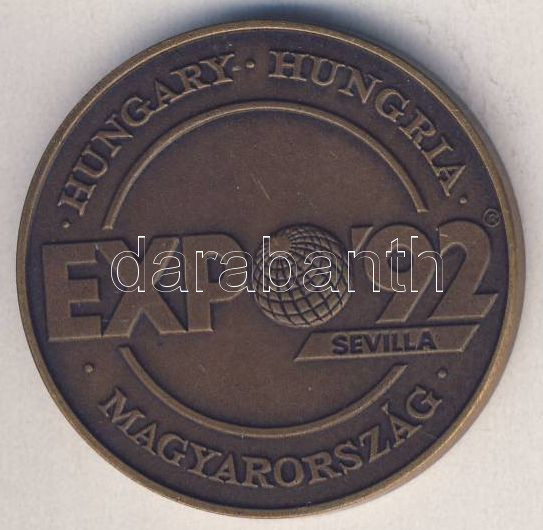 · HUNGARY · HUNGRIA ·
EXPO '92
©
SEVILLA
MAGYARORSZÁG
darabanth